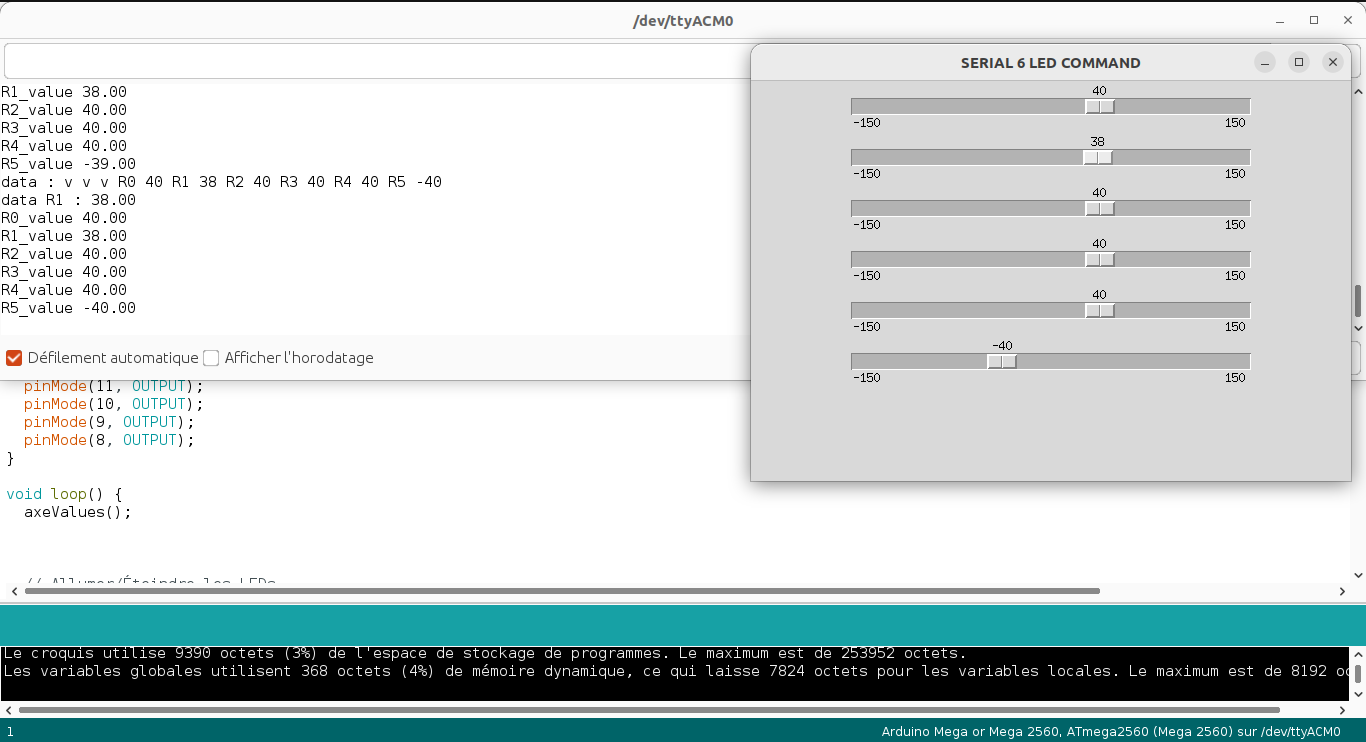 /dev/ttyACM0
R1_value 38.00
R2_value 40.00
R3_value 40.00
R4_value 40.00
R5_value -39.00
data : v v v R0 40 R1 38 R2 40 R3 40 R4 40 R5 -40
data R1 : 38.00
R0_value 40.00
R1_value 38.00
R2_value 40.00
R3_value 40.00
R4_value 40.00
R5_value -40.00
Défilement automatique
Afficher l'horodatage
SERIAL 6 LED COMMAND
40
-150 150
38
-150 150
40
-150 150
40
-150 150
40
-150 150
-40
-150 150
pinMode(11, OUTPUT);
pinMode(10, OUTPUT);
pinMode(9, OUTPUT);
pinMode(8, OUTPUT);
}
void loop() {
axeValues();
// Allumer/Éteindre les LEDs
Le croquis utilise 9390 octets (3%) de l'espace de stockage de programmes. Le maximum est de 253952 octets.
Les variables globales utilisent 368 octets (4%) de mémoire dynamique, ce qui laisse 7824 octets pour les variables locales. Le maximum est de 8192 oc
1
Arduino Mega or Mega 2560, ATmega2560 (Mega 2560) sur /dev/ttyACM0